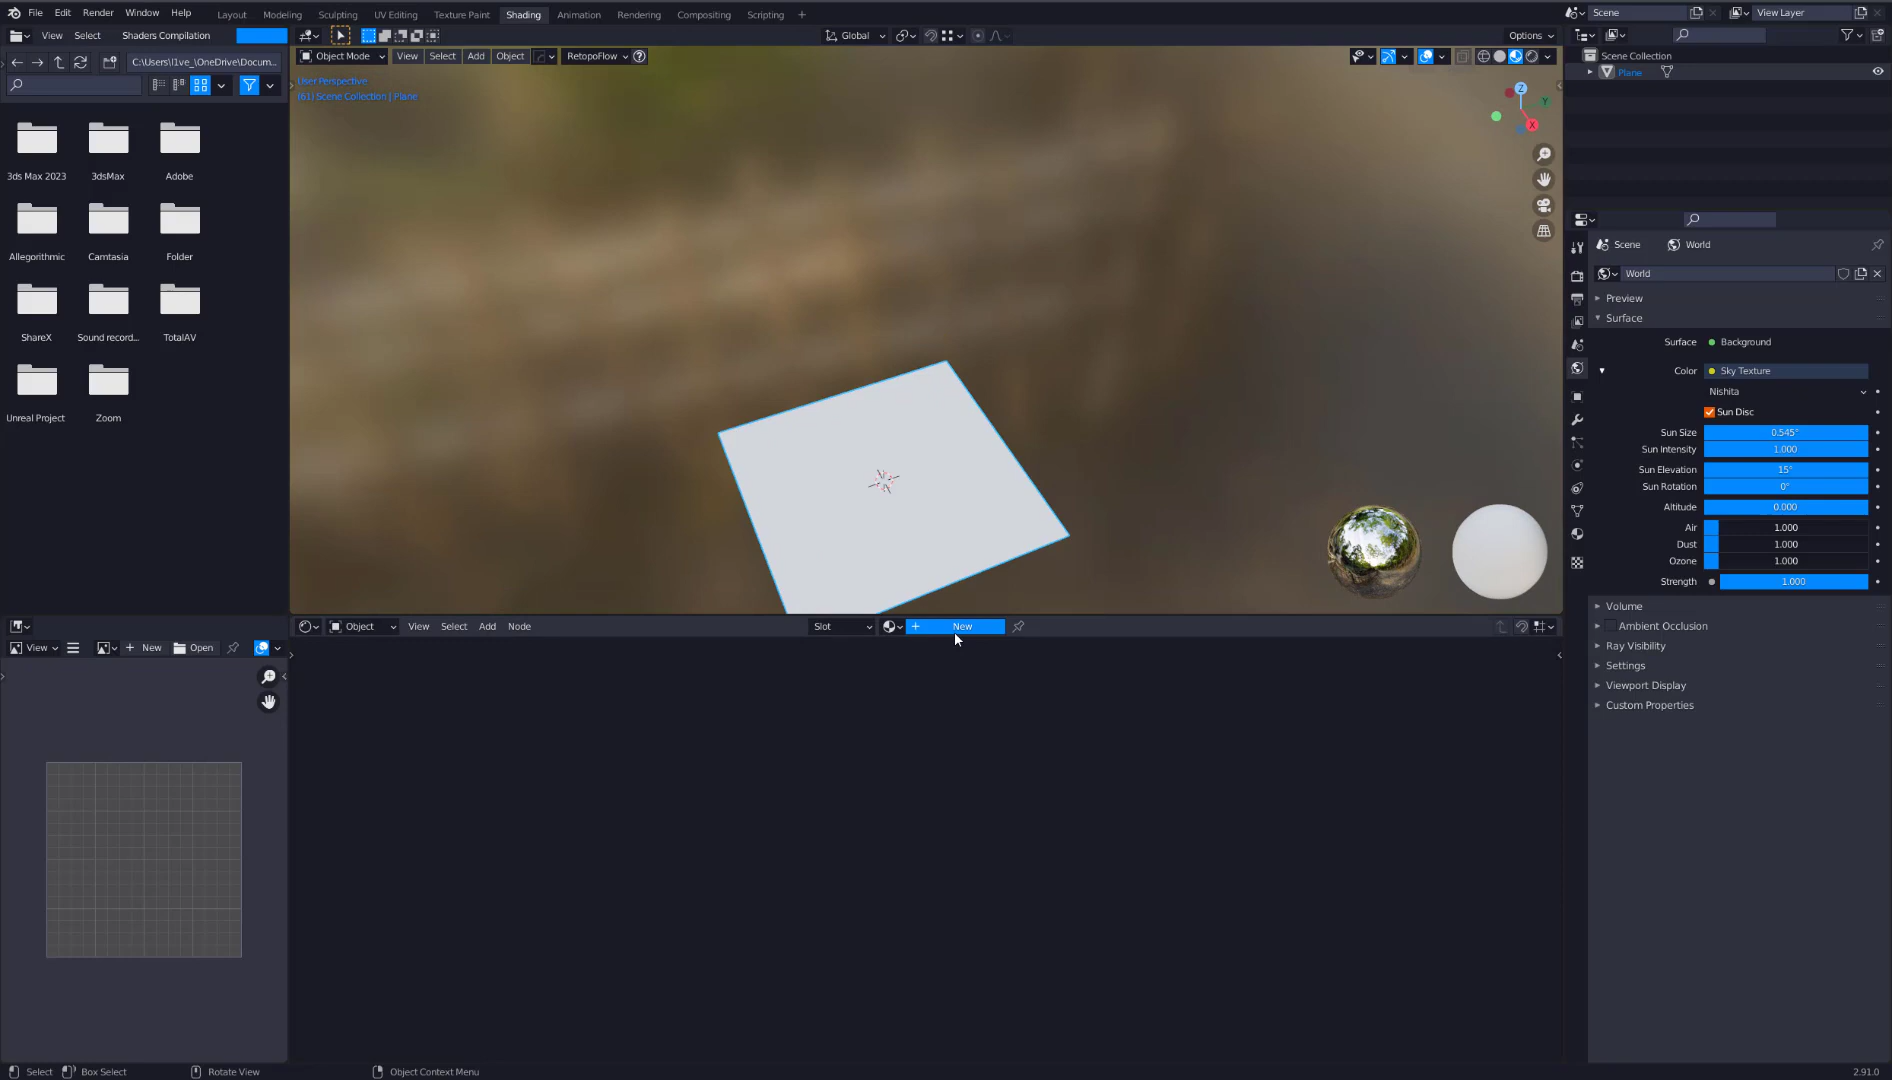 File Edit Render Window Help Layout Modeling Sculpting UV Editing Texture Paint Shading Animation Rendering Compositing Scripting + Scene View Layer
View Select Shaders Compilation Global Options
C:\Users\l1ve_\OneDrive\Docum...
Object Mode View Select Add Object RetopoFlow
User Perspective
(61) Scene Collection | Plane
Z
Y
X
3ds Max 2023 3dsMax Adobe
Allegorithmic Camtasia Folder
ShareX Sound record... TotalAV
Unreal Project Zoom
Scene Collection
Plane
Scene World
World
Preview
Surface
Surface Background
Color Sky Texture
Nishita
Sun Disc
Sun Size 0.545°
Sun Intensity 1.000
Sun Elevation 15°
Sun Rotation 0°
Altitude 0.000
Air 1.000
Dust 1.000
Ozone 1.000
Strength 1.000
Volume
Ambient Occlusion
Ray Visibility
Settings
Viewport Display
Custom Properties
Object View Select Add Node Slot + New
View + New Open
Select Box Select Rotate View Object Context Menu 2.91.0